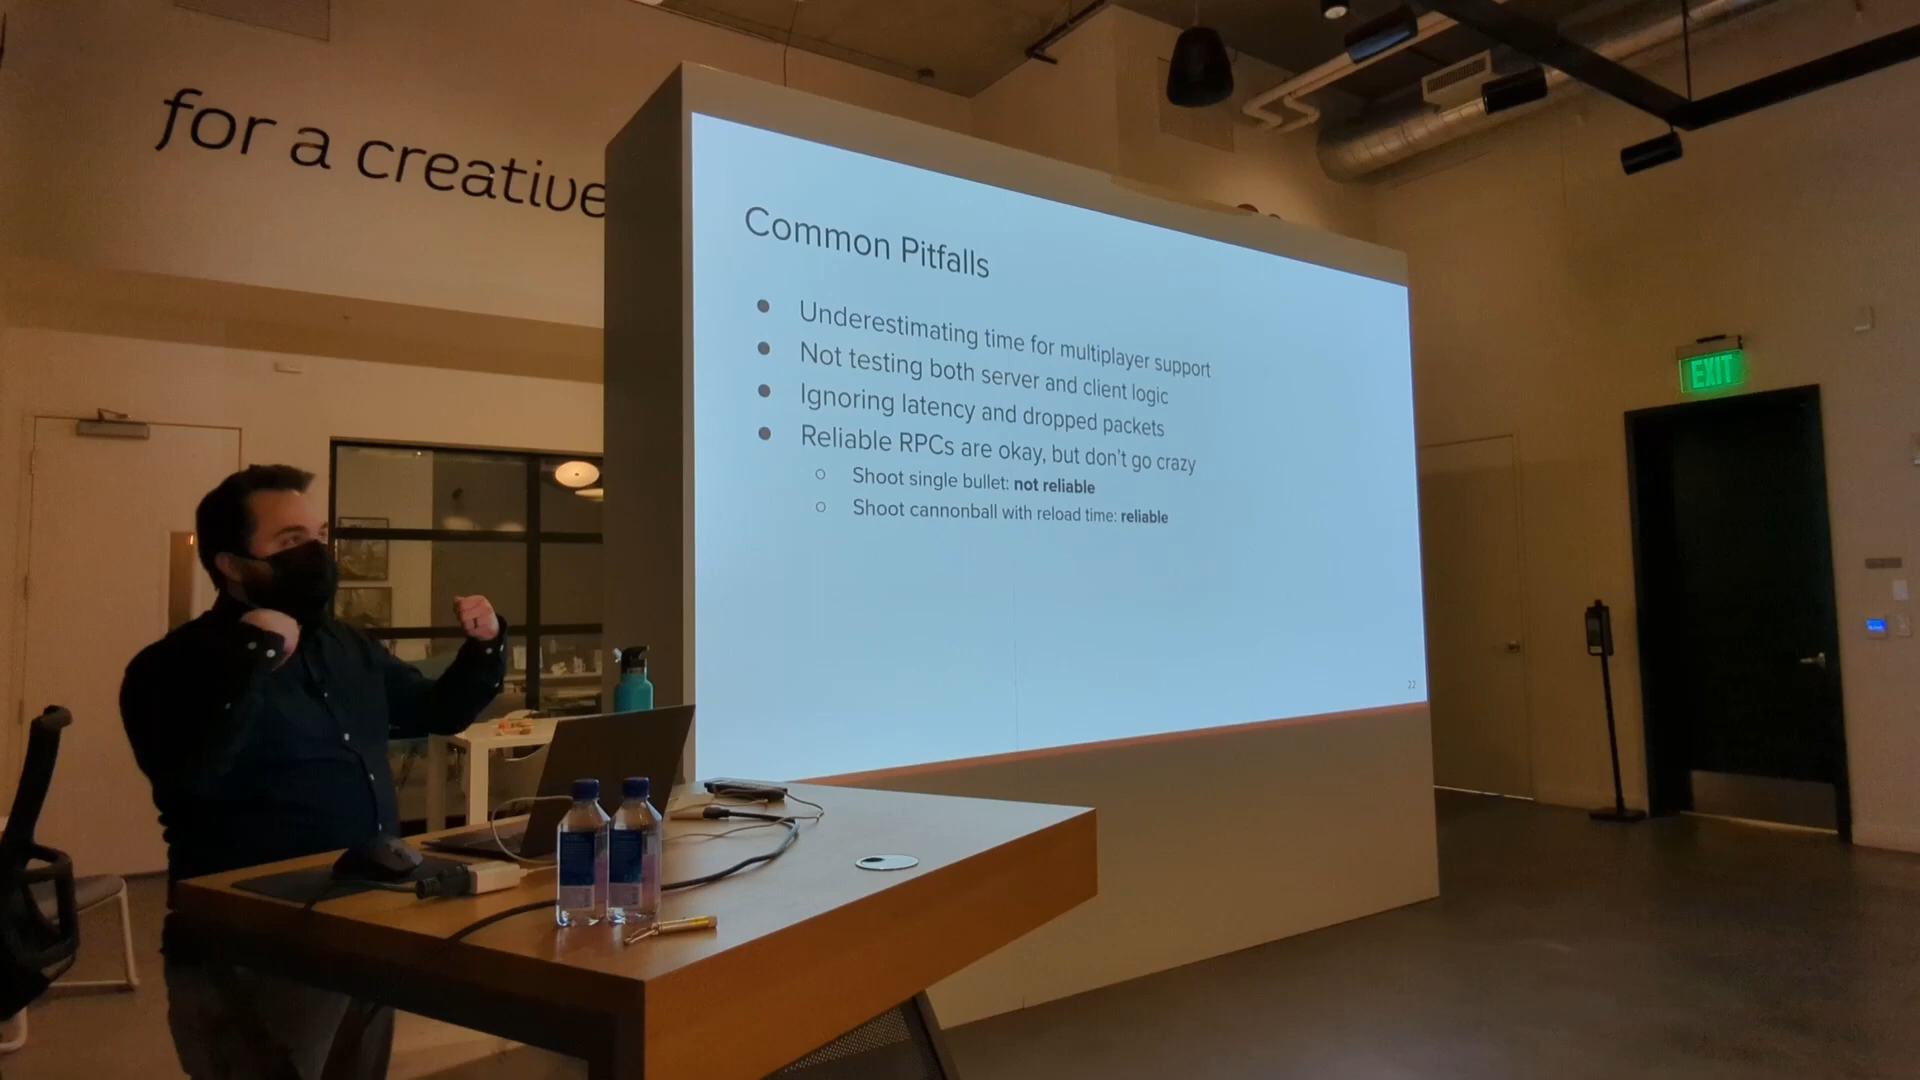 for a creative
Common Pitfalls
Underestimating time for multiplayer support
Not testing both server and client logic
Ignoring latency and dropped packets
Reliable RPCs are okay, but don't go crazy
Shoot single bullet: not reliable
Shoot cannonball with reload time: reliable
22
EXIT